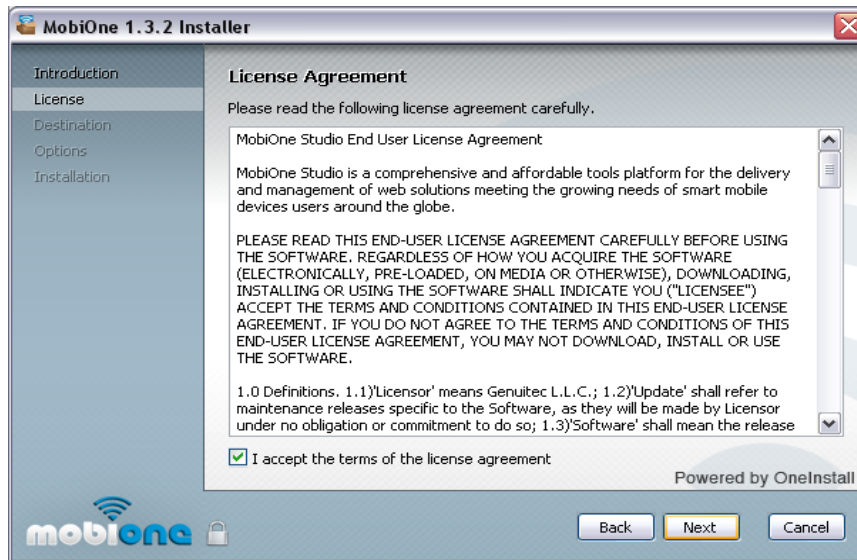 MobiOne 1.3.2 Installer
Introduction
License
Destination
Options
Installation
License Agreement
Please read the following license agreement carefully.
MobiOne Studio End User License Agreement
MobiOne Studio is a comprehensive and affordable tools platform for the delivery
and management of web solutions meeting the growing needs of smart mobile
devices users around the globe.
PLEASE READ THIS END-USER LICENSE AGREEMENT CAREFULLY BEFORE USING
THE SOFTWARE. REGARDLESS OF HOW YOU ACQUIRE THE SOFTWARE
(ELECTRONICALLY, PRE-LOADED, ON MEDIA OR OTHERWISE), DOWNLOADING,
INSTALLING OR USING THE SOFTWARE SHALL INDICATE YOU ("LICENSEE")
ACCEPT THE TERMS AND CONDITIONS CONTAINED IN THIS END-USER LICENSE
AGREEMENT. IF YOU DO NOT AGREE TO THE TERMS AND CONDITIONS OF THIS
END-USER LICENSE AGREEMENT, YOU MAY NOT DOWNLOAD, INSTALL OR USE
THE SOFTWARE.
1.0 Definitions. 1.1)'Licensor' means Genuitec L.L.C.; 1.2)'Update' shall refer to
maintenance releases specific to the Software, as they will be made by Licensor
under no obligation or commitment to do so; 1.3)'Software' shall mean the release
I accept the terms of the license agreement
Powered by OneInstall
mobione
Back
Next
Cancel